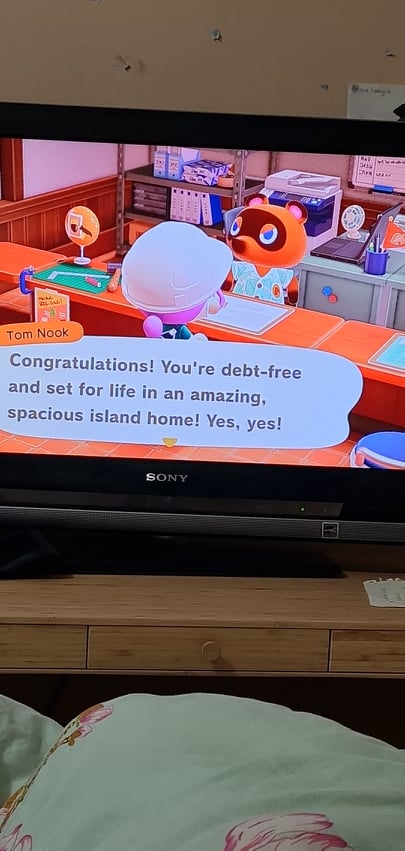 Tom Nook
Congratulations! You're debt-free
and set for life in an amazing,
spacious island home! Yes, yes!
SONY